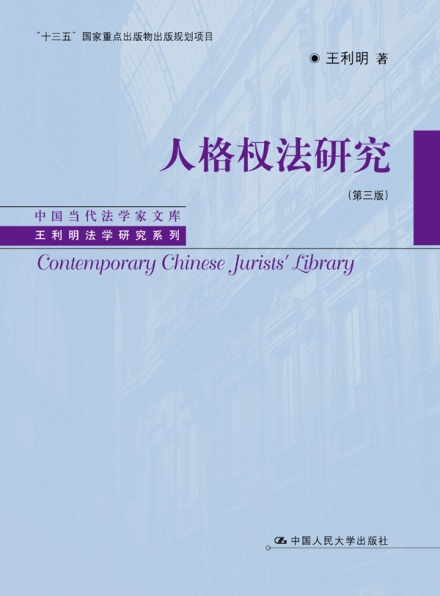 “十三五”国家重点出版物出版规划项目
王利明 著
人格权法研究
(第三版)
中国当代法学家文库
王利明法学研究系列
Contemporary Chinese Jurists' Library
中国人民大学出版社